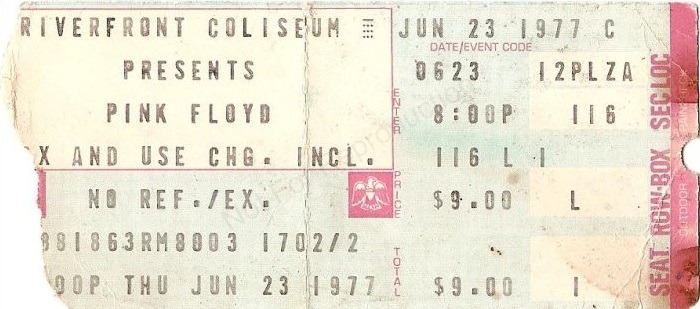 RIVERFRONT COLISEUM JUN 23 1977 C
DATE/EVENT CODE
PRESENTS 0623 12PLZA
PINK FLOYD 8:00P 116
ENTER
X AND USE CHG. INCL. 116 L 1
PRICE
NO REF./EX. $9.00 L
881863RM8003 1702/2
TOTAL
00P THU JUN 23 1977 $9.00 1
SEAT ROW-BOX SEC LOC
OUTDOOR